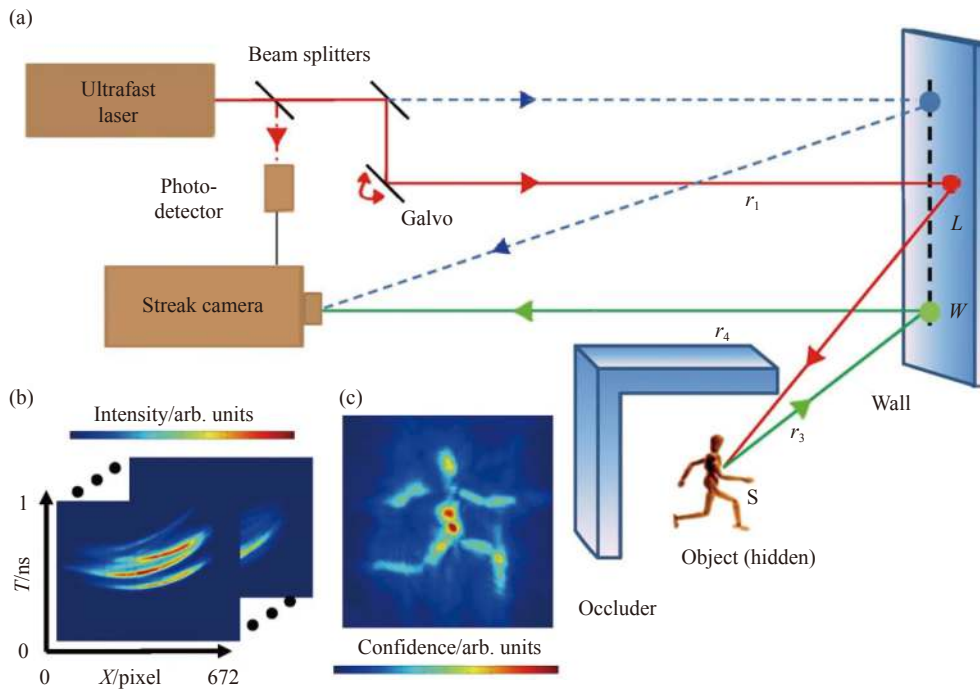 (a)
Beam splitters
Ultrafast
laser
Photo-
detector
Galvo
r1
L
Streak camera
W
r4
Wall
r3
S
Object (hidden)
Occluder
(b)
Intensity/arb. units
1
T/ns
0
0
X/pixel
672
(c)
Confidence/arb. units